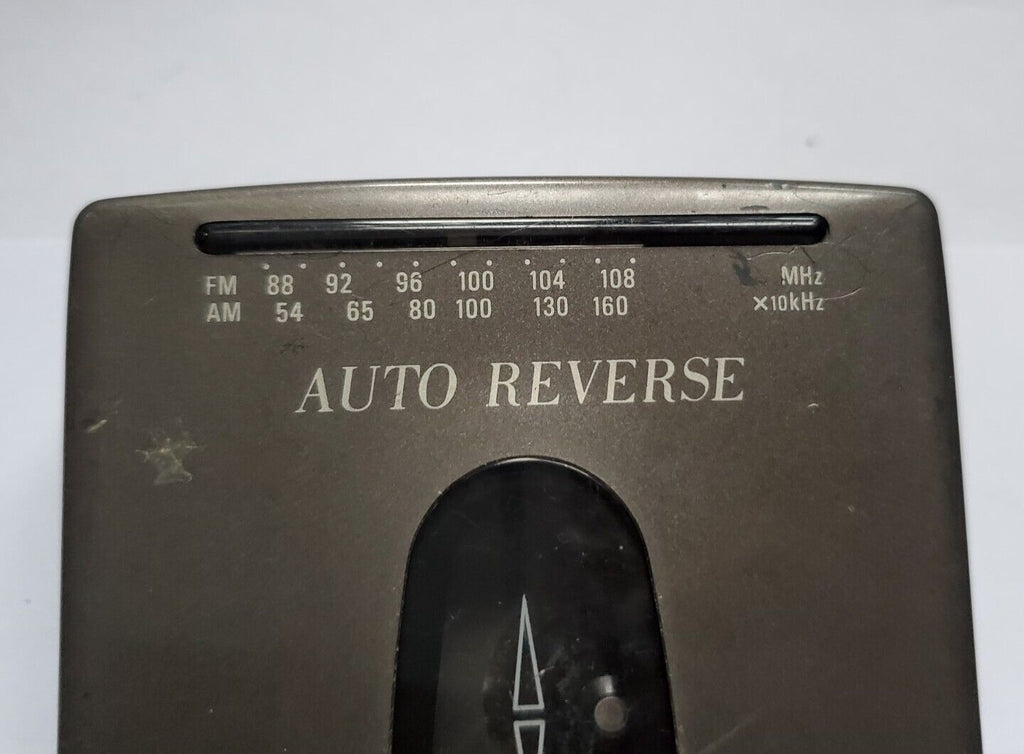 FM 88 92 96 100 104 108 MHz
AM 54 65 80 100 130 160 ×10kHz
AUTO REVERSE